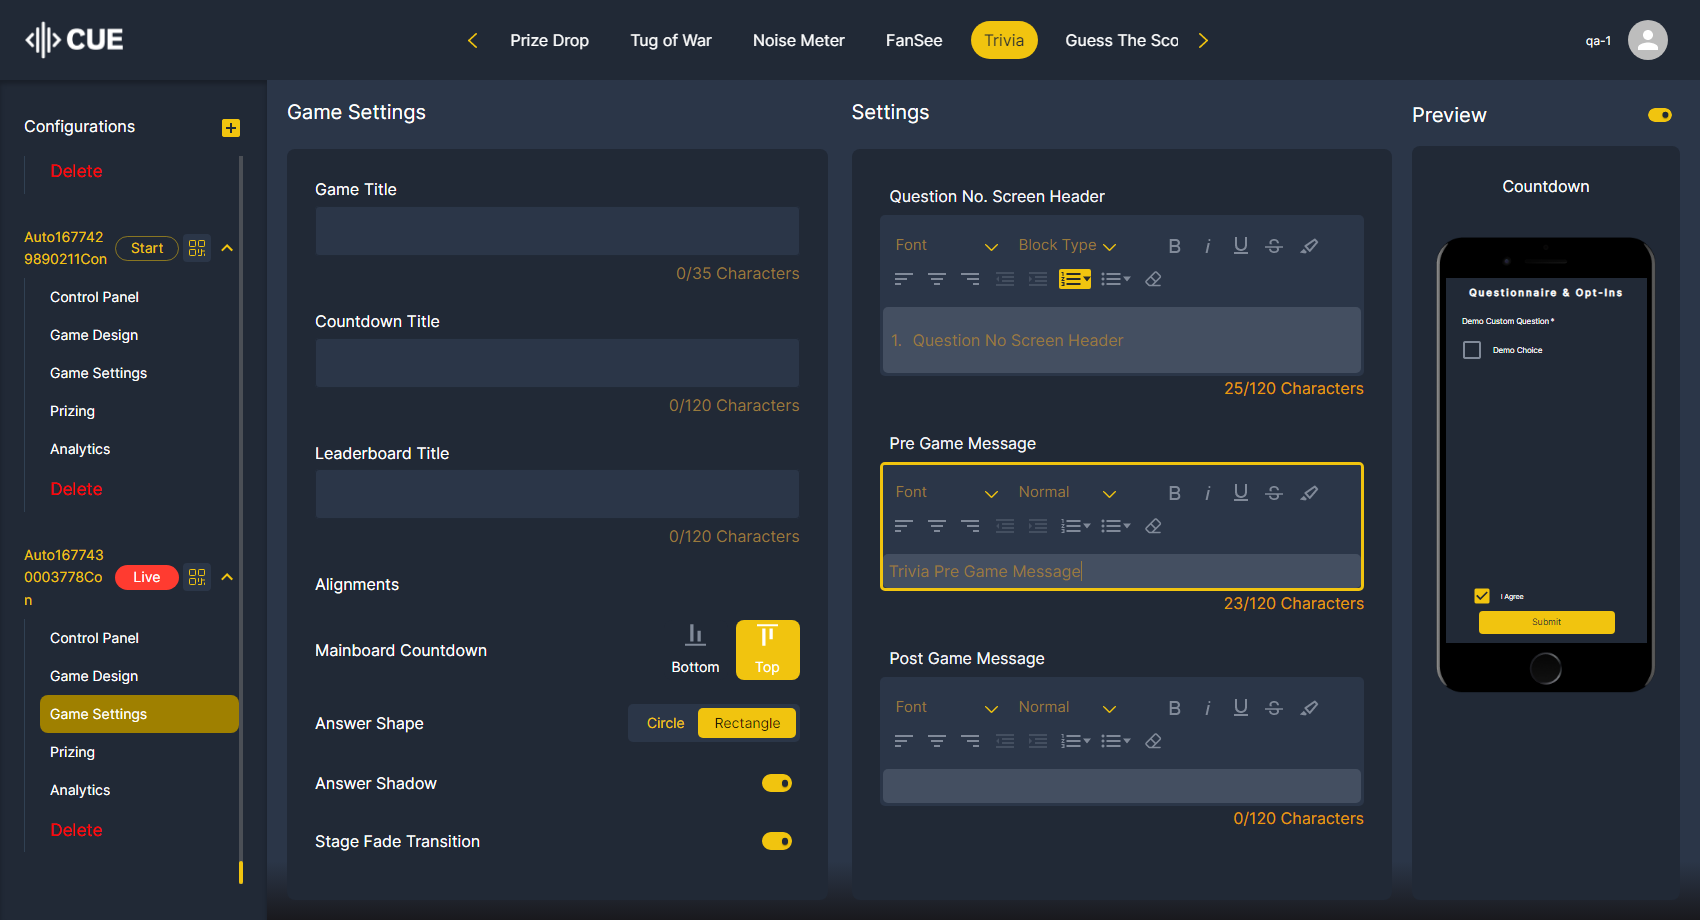 CUE
Prize Drop
Tug of War
Noise Meter
FanSee
Trivia
Guess The Sco
qa-1
Configurations
Delete
Auto167742
9890211Con
Start
Control Panel
Game Design
Game Settings
Prizing
Analytics
Delete
Auto167743
0003778Co
n
Live
Control Panel
Game Design
Game Settings
Prizing
Analytics
Delete
Game Settings
Game Title
0/35 Characters
Countdown Title
0/120 Characters
Leaderboard Title
0/120 Characters
Alignments
Mainboard Countdown
Bottom
Top
Answer Shape
Circle
Rectangle
Answer Shadow
Stage Fade Transition
Settings
Question No. Screen Header
Font
Block Type
B i U S
1. Question No Screen Header
25/120 Characters
Pre Game Message
Font
Normal
B i U S
Trivia Pre Game Message
23/120 Characters
Post Game Message
Font
Normal
B i U S
0/120 Characters
Preview
Countdown
Questionnaire & Opt-Ins
Demo Custom Question *
Demo Choice
I Agree
Submit